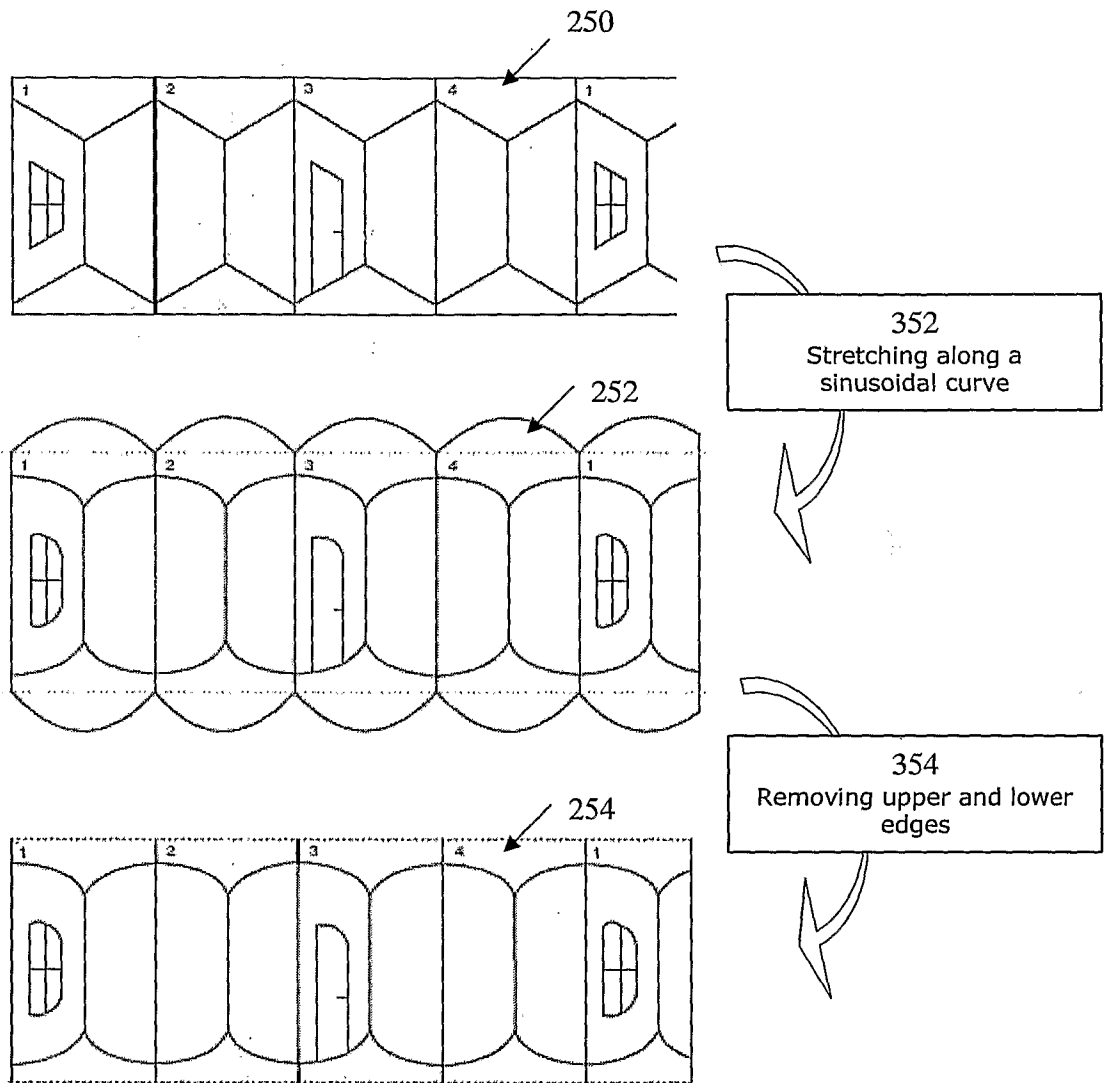 250
1 2 3 4 1
352
Stretching along a
sinusoidal curve
252
1 2 3 4 1
354
Removing upper and lower
edges
254
1 2 3 4 1